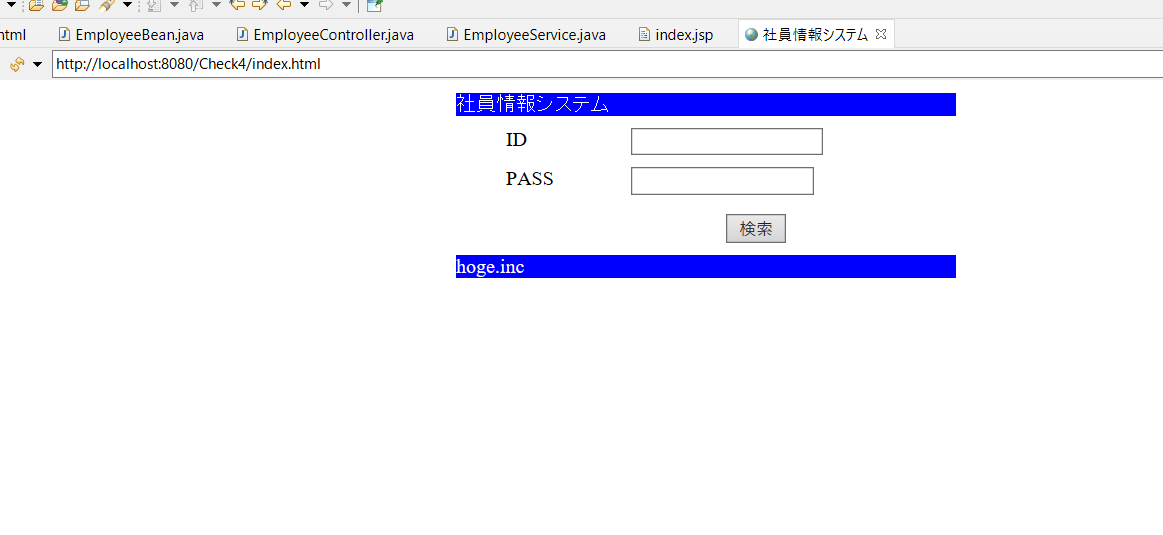 html EmployeeBean.java EmployeeController.java EmployeeService.java index.jsp 社員情報システム
http://localhost:8080/Check4/index.html
社員情報システム
ID
PASS
検索
hoge.inc